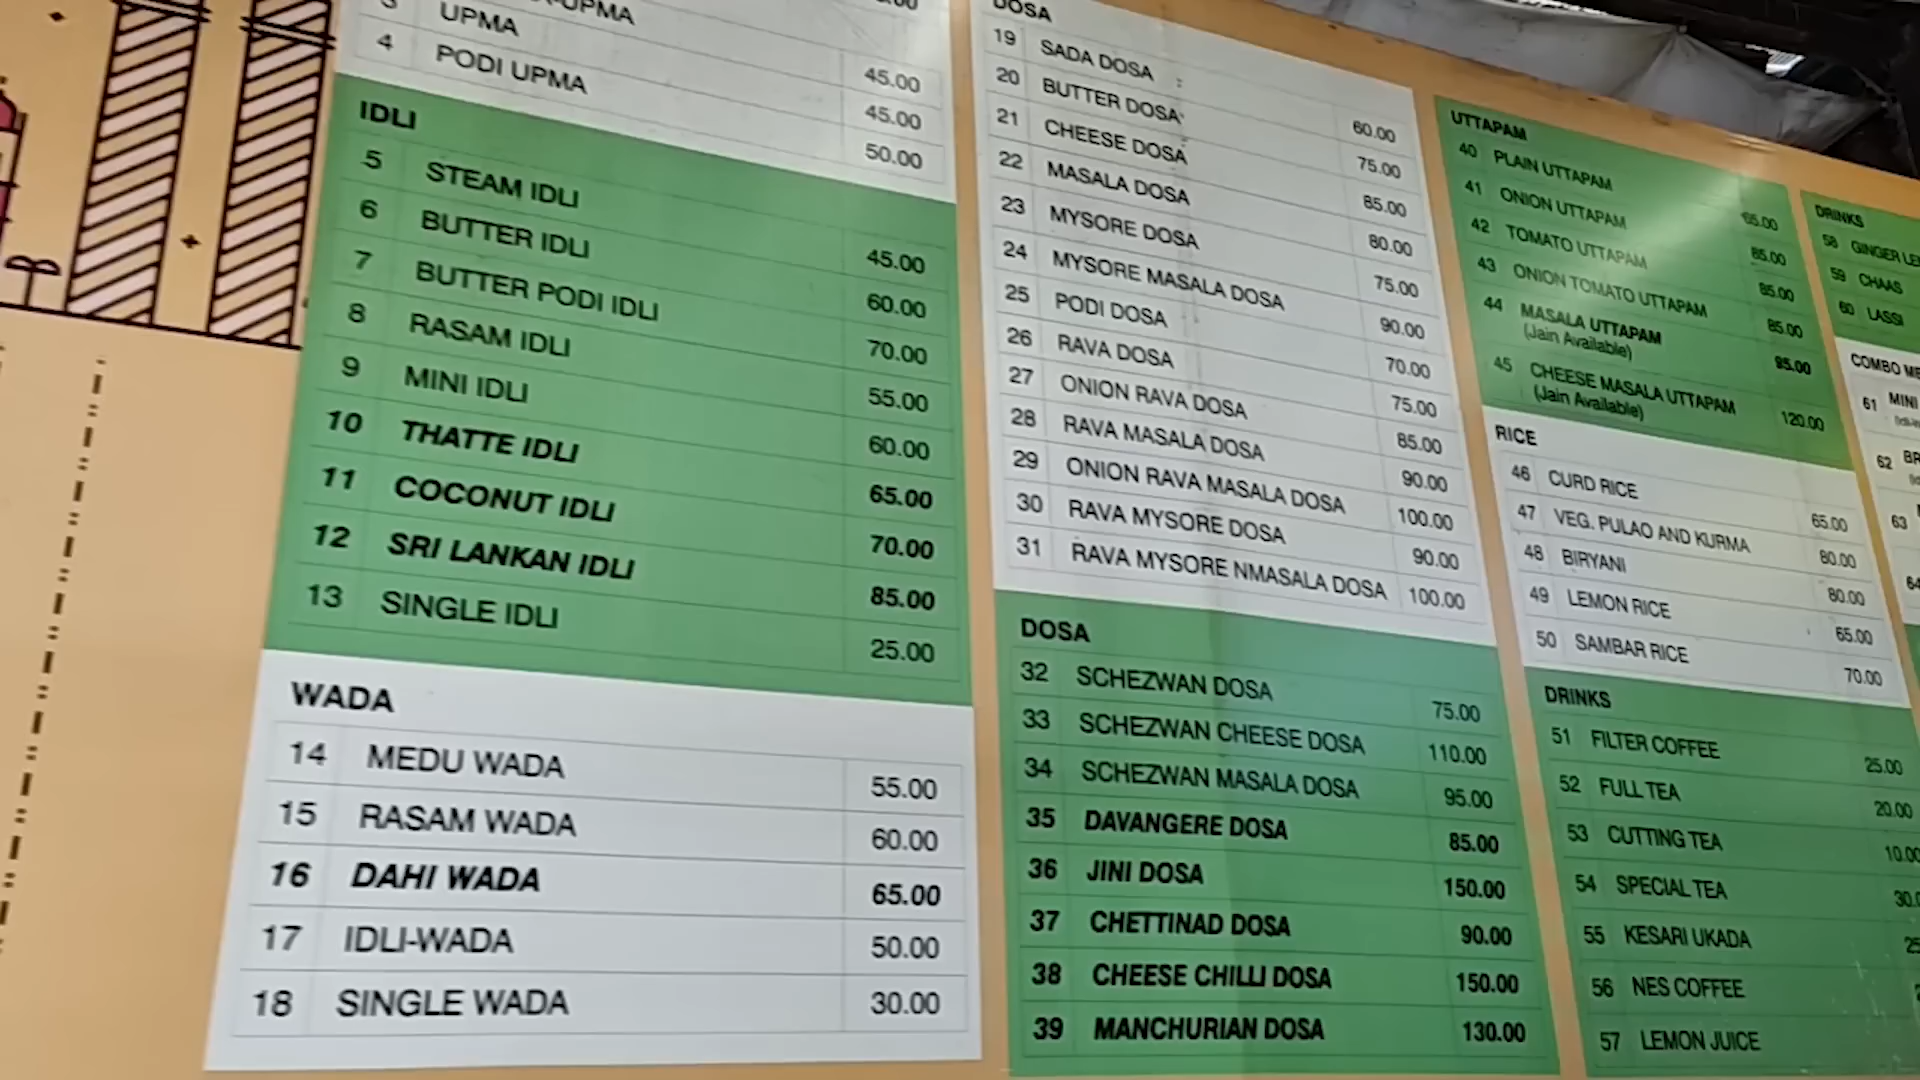 UPMA
4 PODI UPMA
45.00
45.00
50.00
IDLI
5 STEAM IDLI 45.00
6 BUTTER IDLI 60.00
7 BUTTER PODI IDLI 70.00
8 RASAM IDLI 55.00
9 MINI IDLI 60.00
10 THATTE IDLI 65.00
11 COCONUT IDLI 70.00
12 SRI LANKAN IDLI 85.00
13 SINGLE IDLI 25.00
WADA
14 MEDU WADA 55.00
15 RASAM WADA 60.00
16 DAHI WADA 65.00
17 IDLI-WADA 50.00
18 SINGLE WADA 30.00
DOSA
19 SADA DOSA 60.00
20 BUTTER DOSA 75.00
21 CHEESE DOSA 85.00
22 MASALA DOSA 80.00
23 MYSORE DOSA 75.00
24 MYSORE MASALA DOSA 90.00
25 PODI DOSA 70.00
26 RAVA DOSA 75.00
27 ONION RAVA DOSA 85.00
28 RAVA MASALA DOSA 90.00
29 ONION RAVA MASALA DOSA 100.00
30 RAVA MYSORE DOSA 90.00
31 RAVA MYSORE NMASALA DOSA 100.00
DOSA
32 SCHEZWAN DOSA 75.00
33 SCHEZWAN CHEESE DOSA 110.00
34 SCHEZWAN MASALA DOSA 95.00
35 DAVANGERE DOSA 85.00
36 JINI DOSA 150.00
37 CHETTINAD DOSA 90.00
38 CHEESE CHILLI DOSA 150.00
39 MANCHURIAN DOSA 130.00
UTTAPAM
40 PLAIN UTTAPAM
41 ONION UTTAPAM 85.00
42 TOMATO UTTAPAM 85.00
43 ONION TOMATO UTTAPAM 85.00
44 MASALA UTTAPAM 95.00
(Jain Available)
45 CHEESE MASALA UTTAPAM 120.00
(Jain Available)
RICE
46 CURD RICE 65.00
47 VEG. PULAO AND KURMA 80.00
48 BIRYANI 80.00
49 LEMON RICE 65.00
50 SAMBAR RICE 70.00
DRINKS
51 FILTER COFFEE 25.00
52 FULL TEA 20.00
53 CUTTING TEA 10.00
54 SPECIAL TEA
55 KESARI UKADA
56 NES COFFEE
57 LEMON JUICE
DRINKS
58 GINGER
59 CHAAS
60 LASSI
COMBO
61 MINI
62
63